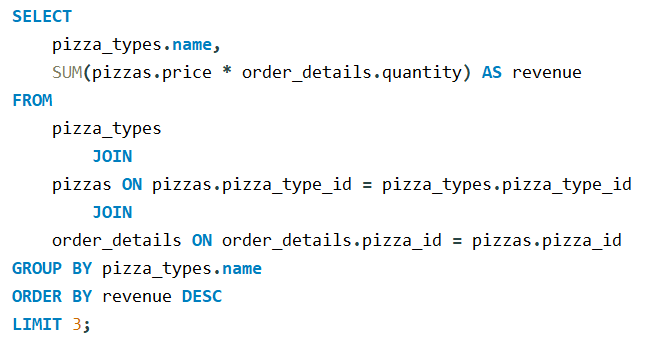 SELECT
    pizza_types.name,
    SUM(pizzas.price * order_details.quantity) AS revenue
FROM
    pizza_types
        JOIN
    pizzas ON pizzas.pizza_type_id = pizza_types.pizza_type_id
        JOIN
    order_details ON order_details.pizza_id = pizzas.pizza_id
GROUP BY pizza_types.name
ORDER BY revenue DESC
LIMIT 3;